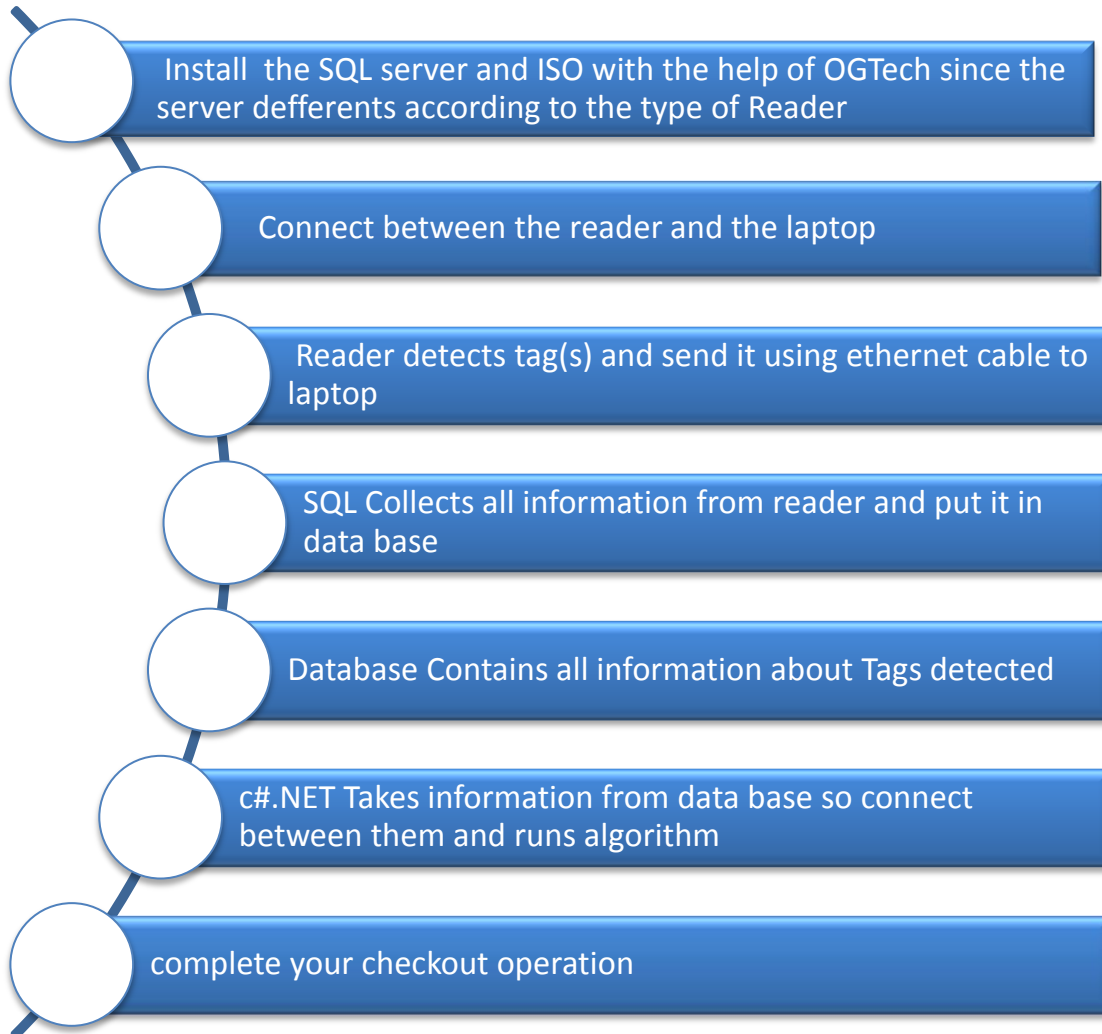 Install the SQL server and ISO with the help of OGTech since the
server defferents according to the type of Reader
Connect between the reader and the laptop
Reader detects tag(s) and send it using ethernet cable to
laptop
SQL Collects all information from reader and put it in
data base
Database Contains all information about Tags detected
c#.NET Takes information from data base so connect
between them and runs algorithm
complete your checkout operation